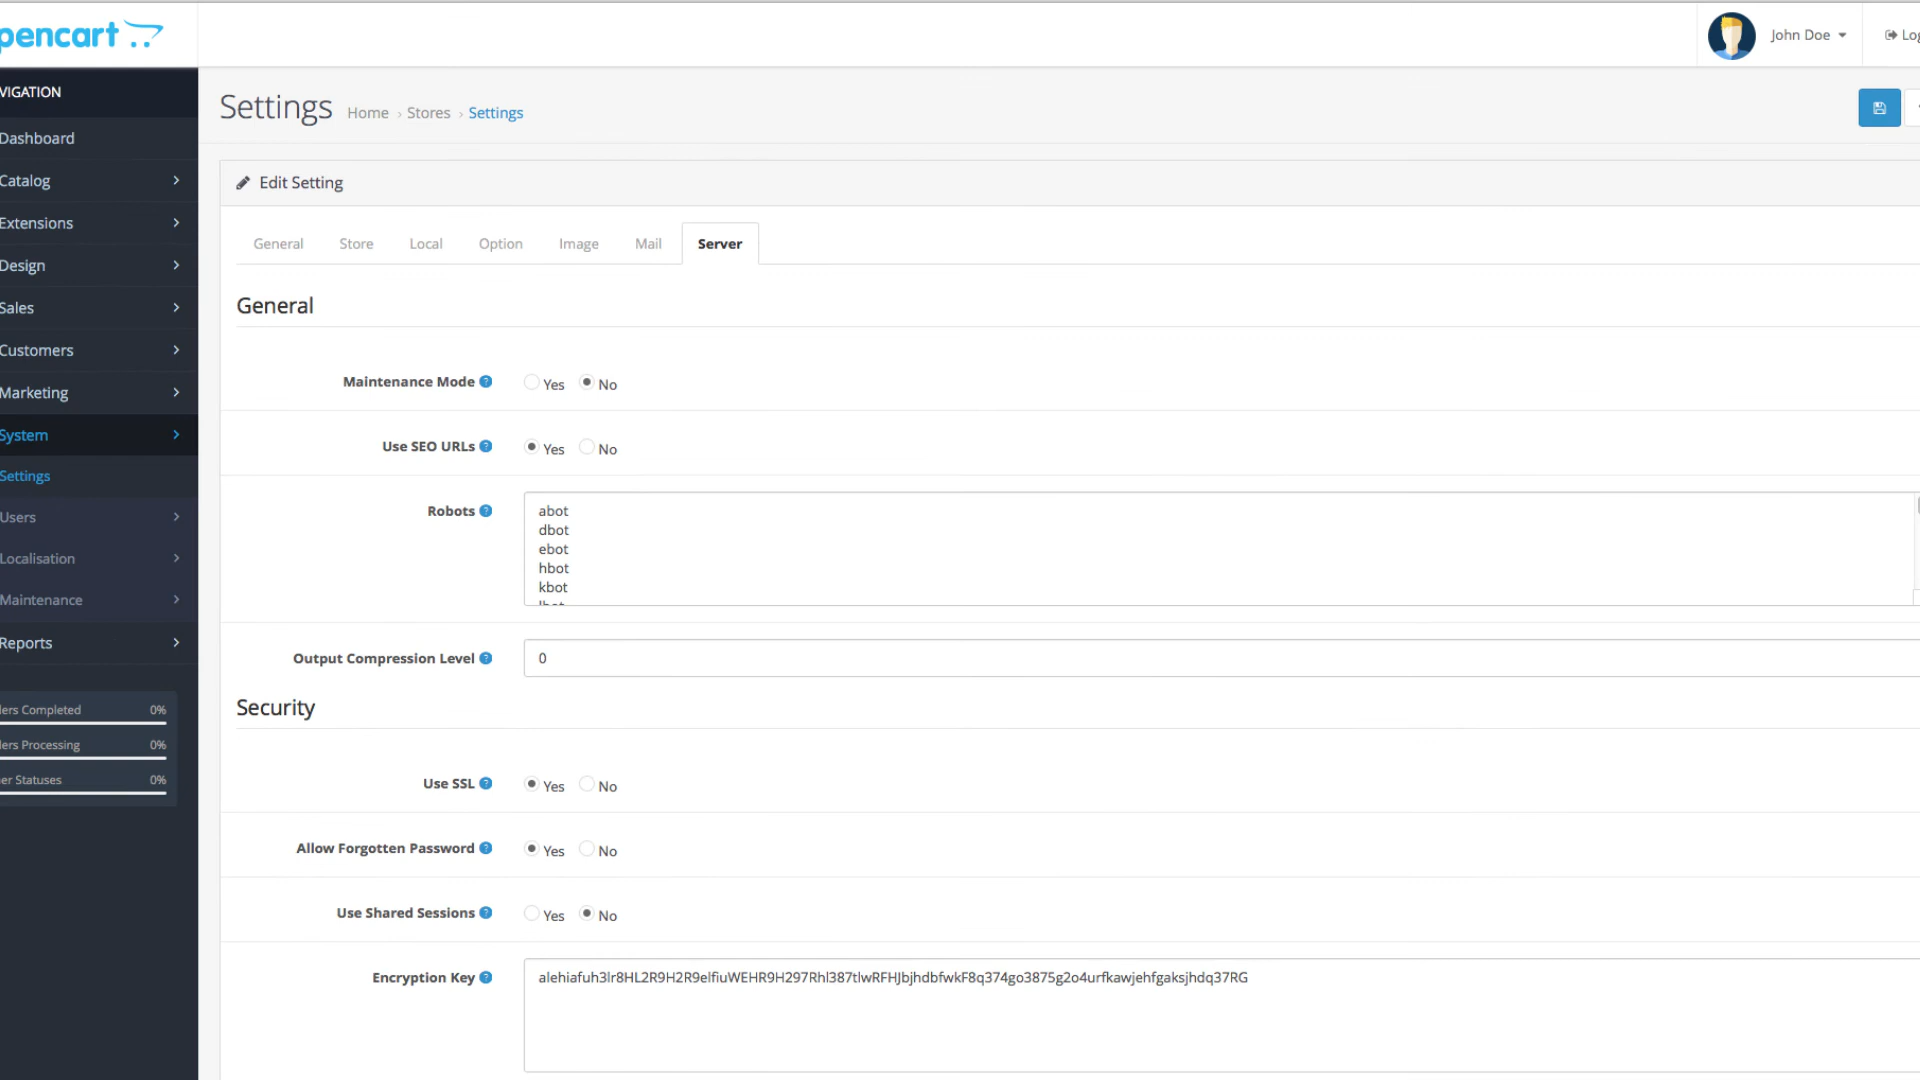 pencart
John Doe
Log
VIGATION
Settings
Home › Stores › Settings
Dashboard
Catalog
Extensions
Design
Sales
Customers
Marketing
System
Settings
Users
Localisation
Maintenance
Reports
ders Completed 0%
ders Processing 0%
er Statuses 0%
Edit Setting
General Store Local Option Image Mail Server
General
Maintenance Mode ? Yes No
Use SEO URLs ? Yes No
Robots ?
abot
dbot
ebot
hbot
kbot
Output Compression Level ? 0
Security
Use SSL ? Yes No
Allow Forgotten Password ? Yes No
Use Shared Sessions ? Yes No
Encryption Key ? alehiafuh3lr8HL2R9H2R9elfiuWEHR9H297Rhl387tlwRFHJbjhdbfwkF8q374go3875g2o4urfkawjehfgaksjhdq37RG